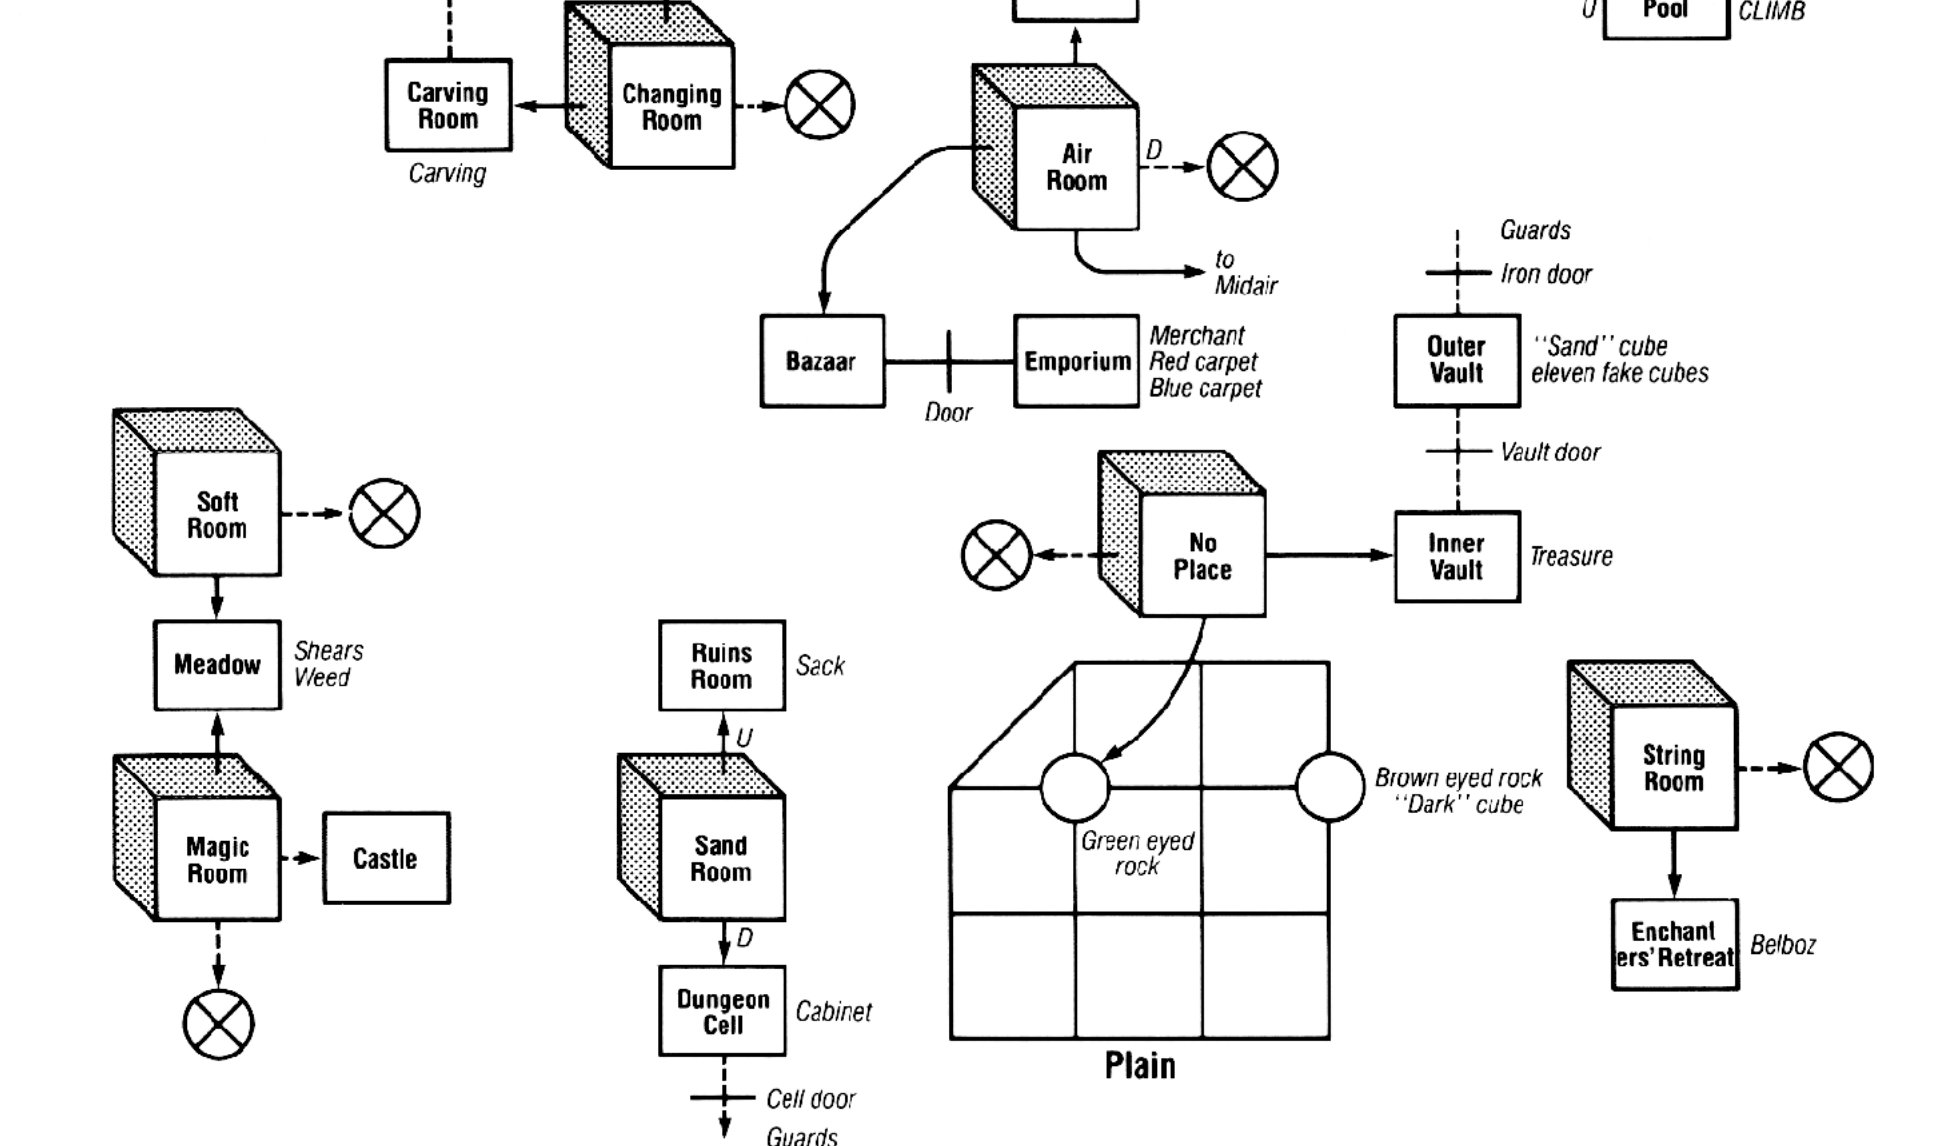 U
Pool
CLIMB
Carving
Room
Carving
Changing
Room
Air
Room
D
to
Midair
Guards
Iron door
Bazaar
Door
Emporium
Merchant
Red carpet
Blue carpet
Outer
Vault
"Sand" cube
eleven fake cubes
Vault door
Soft
Room
No
Place
Inner
Vault
Treasure
Meadow
Shears
Weed
Ruins
Room
Sack
U
Magic
Room
Castle
Sand
Room
D
Dungeon
Cell
Cabinet
Cell door
Guards
Green eyed
rock
Brown eyed rock
"Dark" cube
Plain
String
Room
Enchant
ers' Retreat
Belboz